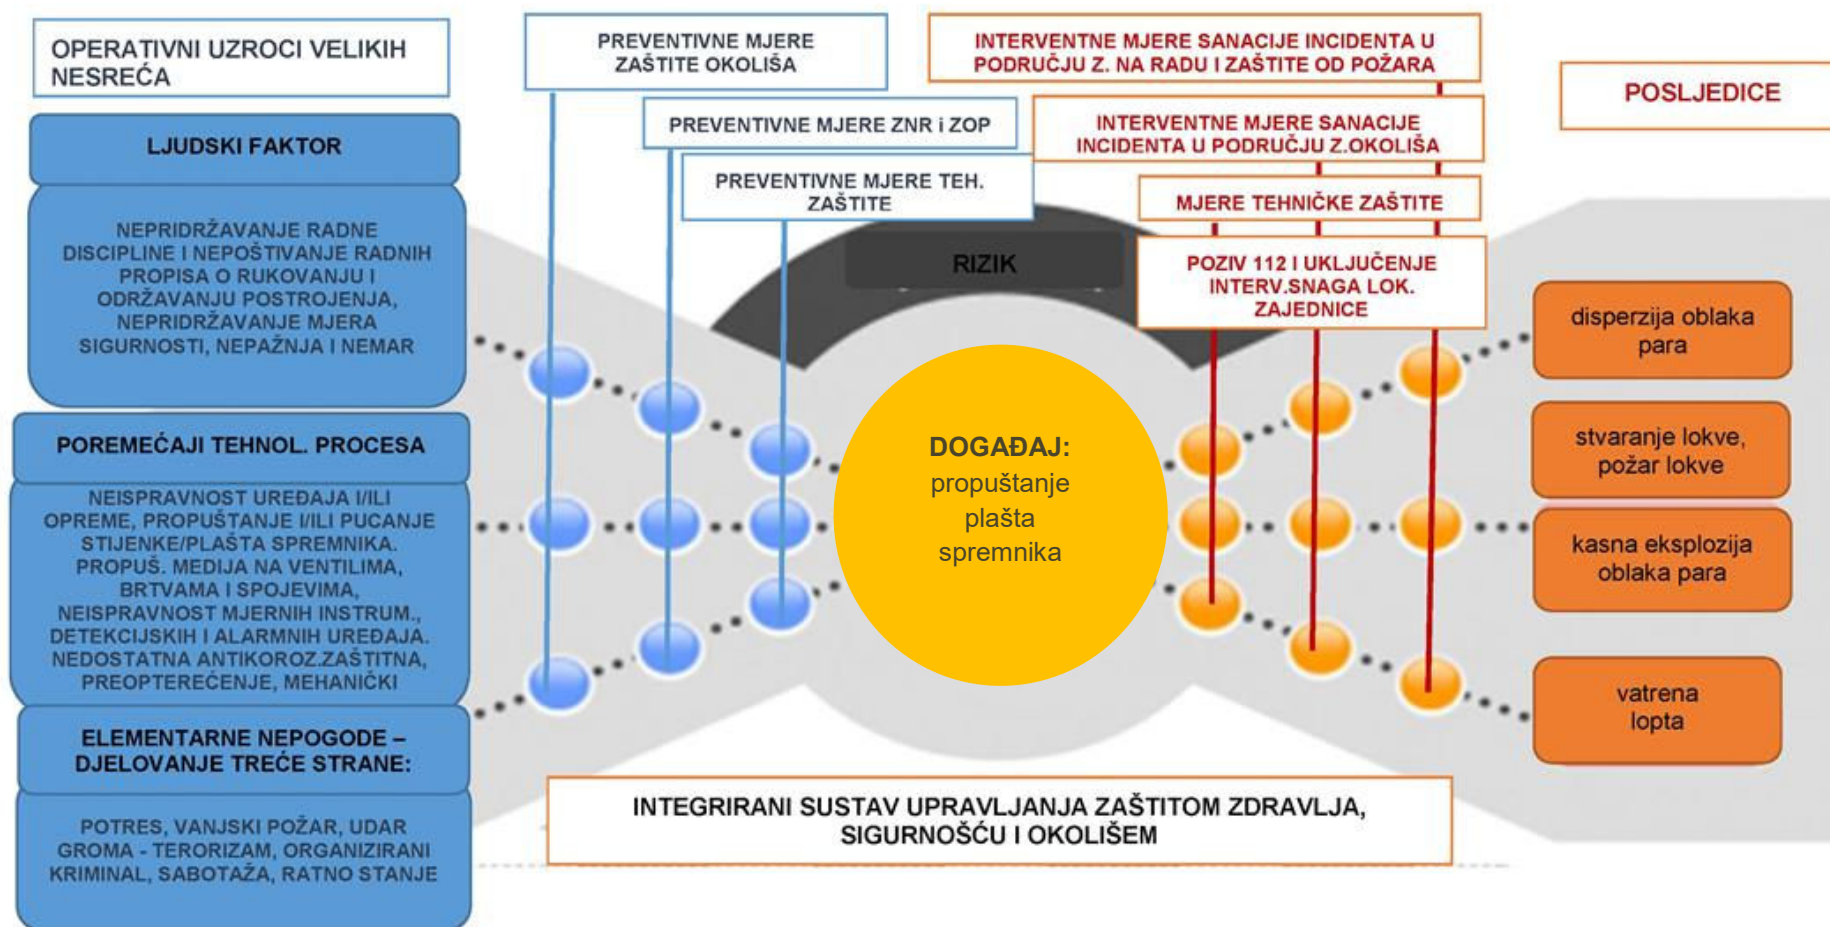 OPERATIVNI UZROCI VELIKIH
NESREĆA
LJUDSKI FAKTOR
NEPRIDRŽAVANJE RADNE
DISCIPLINE I NEPOŠTIVANJE RADNIH
PROPISA O RUKOVANJU I
ODRŽAVANJU POSTROJENJA,
NEPRIDRŽAVANJE MJERA
SIGURNOSTI, NEPAŽNJA I NEMAR
POREMEĆAJI TEHNOL. PROCESA
NEISPRAVNOST UREĐAJA I/ILI
OPREME, PROPUŠTANJE I/ILI PUCANJE
STIJENKE/PLAŠTA SPREMNIKA.
PROPUŠ. MEDIJA NA VENTILIMA,
BRTVAMA I SPOJEVIMA,
NEISPRAVNOST MJERNIH INSTRUM.,
DETEKCIJSKIH I ALARMNIH UREĐAJA.
NEDOSTATNA ANTIKOROZ.ZAŠTITNA,
PREOPTEREĆENJE, MEHANIČKI
ELEMENTARNE NEPOGODE –
DJELOVANJE TREĆE STRANE:
POTRES, VANJSKI POŽAR, UDAR
GROMA - TERORIZAM, ORGANIZIRANI
KRIMINAL, SABOTAŽA, RATNO STANJE
PREVENTIVNE MJERE
ZAŠTITE OKOLIŠA
PREVENTIVNE MJERE ZNR i ZOP
PREVENTIVNE MJERE TEH.
ZAŠTITE
RIZIK
DOGAĐAJ:
propuštanje
plašta
spremnika
INTERVENTNE MJERE SANACIJE INCIDENTA U
PODRUČJU Z. NA RADU I ZAŠTITE OD POŽARA
INTERVENTNE MJERE SANACIJE
INCIDENTA U PODRUČJU Z.OKOLIŠA
MJERE TEHNIČKE ZAŠTITE
POZIV 112 I UKLJUČENJE
INTERV.SNAGA LOK.
ZAJEDNICE
POSLJEDICE
disperzija oblaka
para
stvaranje lokve,
požar lokve
kasna eksplozija
oblaka para
vatrena
lopta
INTEGRIRANI SUSTAV UPRAVLJANJA ZAŠTITOM ZDRAVLJA,
SIGURNOŠĆU I OKOLIŠEM